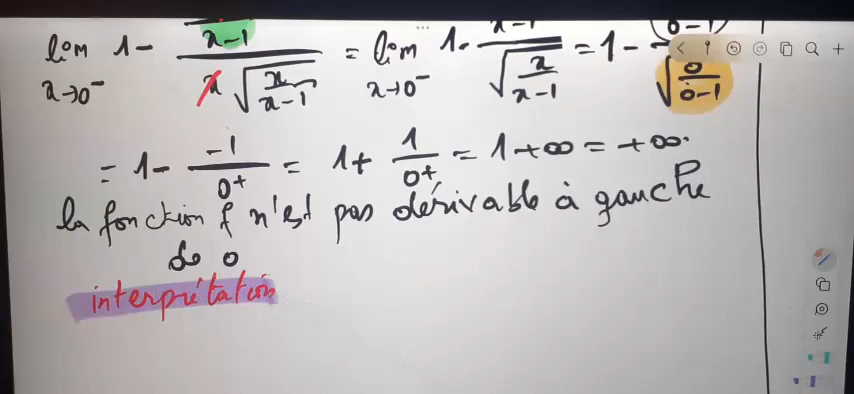 lim x→0⁻ 1 - (x/(x-1))/(x√(x/(x-1))) = lim x→0⁻ 1 - (1/(x-1))/√(x/(x-1)) = 1 - (0-1)/√(0/(0-1))
= 1 - (-1)/0⁺ = 1 + 1/0⁺ = 1 + ∞ = +∞.
la fonction f n'est pas dérivable à gauche
de 0
interprétation